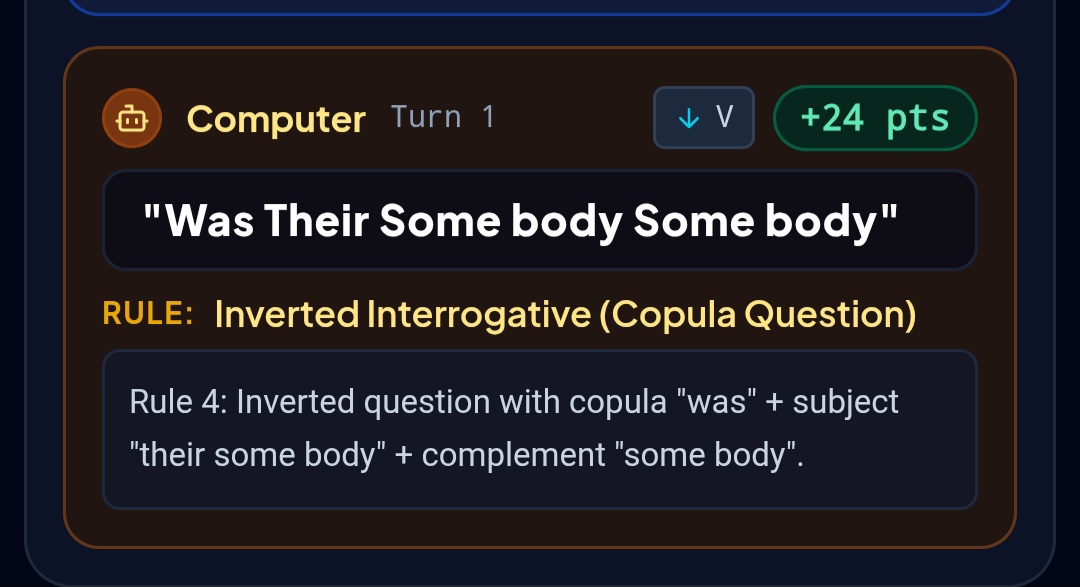 Computer Turn 1 ↓ V +24 pts
"Was Their Some body Some body"
RULE: Inverted Interrogative (Copula Question)
Rule 4: Inverted question with copula "was" + subject
"their some body" + complement "some body".